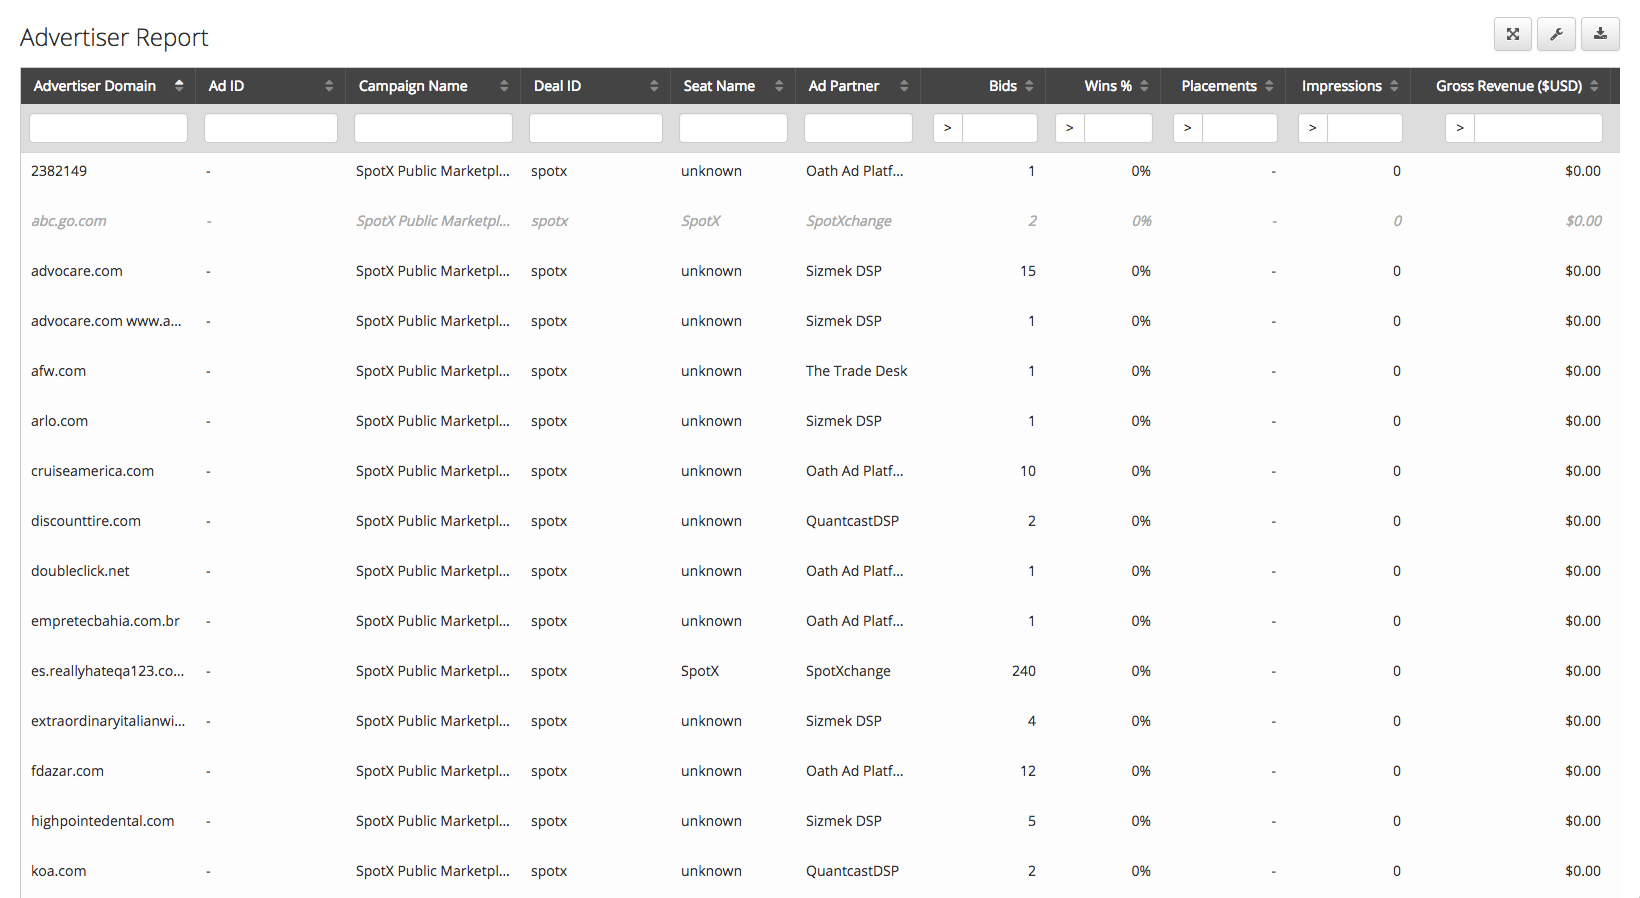 Advertiser Report
Advertiser Domain Ad ID Campaign Name Deal ID Seat Name Ad Partner Bids Wins % Placements Impressions Gross Revenue ($USD)
> > > > >
2382149 - SpotX Public Marketpl... spotx unknown Oath Ad Platf... 1 0% - 0 $0.00
abc.go.com - SpotX Public Marketpl... spotx SpotX SpotXchange 2 0% - 0 $0.00
advocare.com - SpotX Public Marketpl... spotx unknown Sizmek DSP 15 0% - 0 $0.00
advocare.com www.a... - SpotX Public Marketpl... spotx unknown Sizmek DSP 1 0% - 0 $0.00
afw.com - SpotX Public Marketpl... spotx unknown The Trade Desk 1 0% - 0 $0.00
arlo.com - SpotX Public Marketpl... spotx unknown Sizmek DSP 1 0% - 0 $0.00
cruiseamerica.com - SpotX Public Marketpl... spotx unknown Oath Ad Platf... 10 0% - 0 $0.00
discounttire.com - SpotX Public Marketpl... spotx unknown QuantcastDSP 2 0% - 0 $0.00
doubleclick.net - SpotX Public Marketpl... spotx unknown Oath Ad Platf... 1 0% - 0 $0.00
empretecbahia.com.br - SpotX Public Marketpl... spotx unknown Oath Ad Platf... 1 0% - 0 $0.00
es.reallyhateqa123.co... - SpotX Public Marketpl... spotx SpotX SpotXchange 240 0% - 0 $0.00
extraordinaryitalianwi... - SpotX Public Marketpl... spotx unknown Sizmek DSP 4 0% - 0 $0.00
fdazar.com - SpotX Public Marketpl... spotx unknown Oath Ad Platf... 12 0% - 0 $0.00
highpointedental.com - SpotX Public Marketpl... spotx unknown Sizmek DSP 5 0% - 0 $0.00
koa.com - SpotX Public Marketpl... spotx unknown QuantcastDSP 2 0% - 0 $0.00